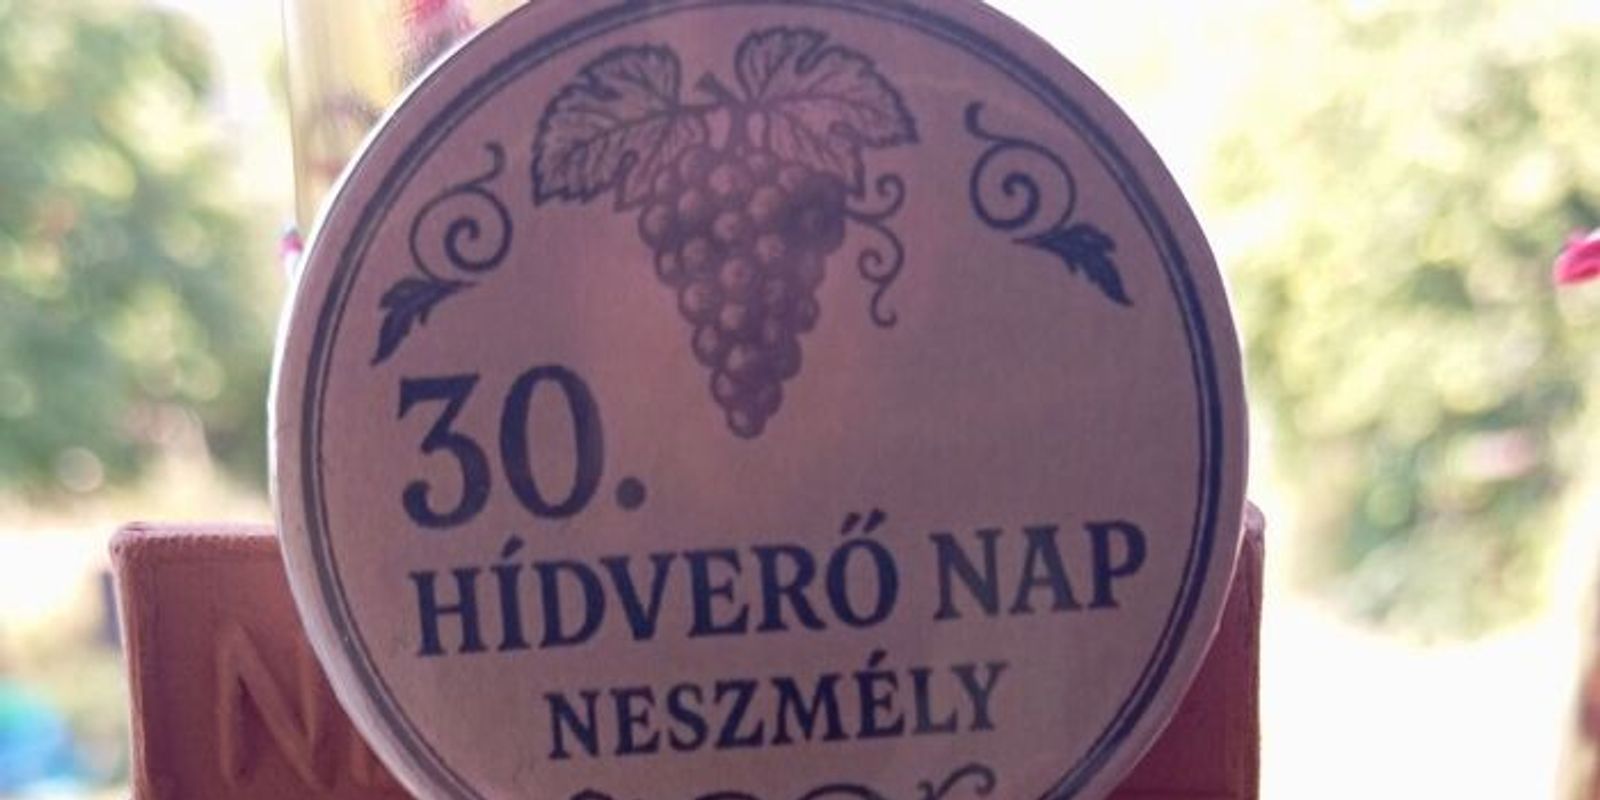 30.
HÍDVERŐ NAP
NESZMÉLY